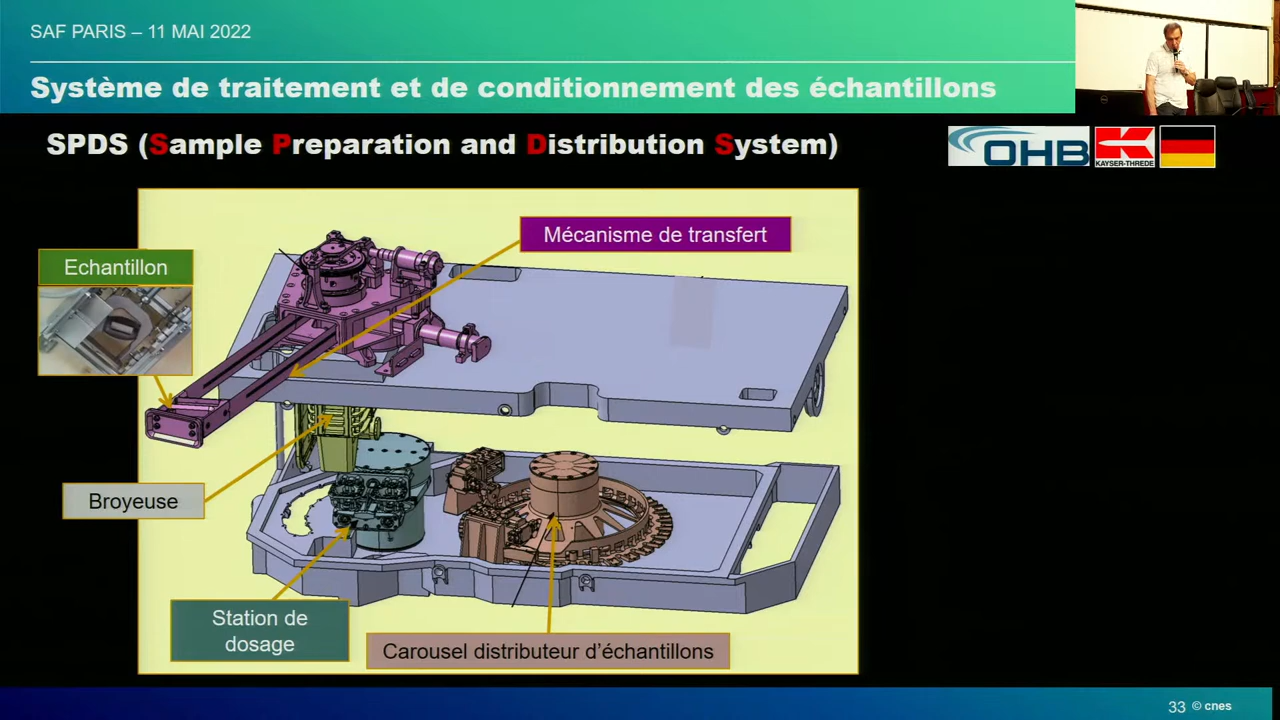 SAF PARIS – 11 MAI 2022
Système de traitement et de conditionnement des échantillons
SPDS (Sample Preparation and Distribution System)
OHB
KAYSER-THREDE
Mécanisme de transfert
Echantillon
Broyeuse
Station de
dosage
Carousel distributeur d'échantillons
33 © cnes